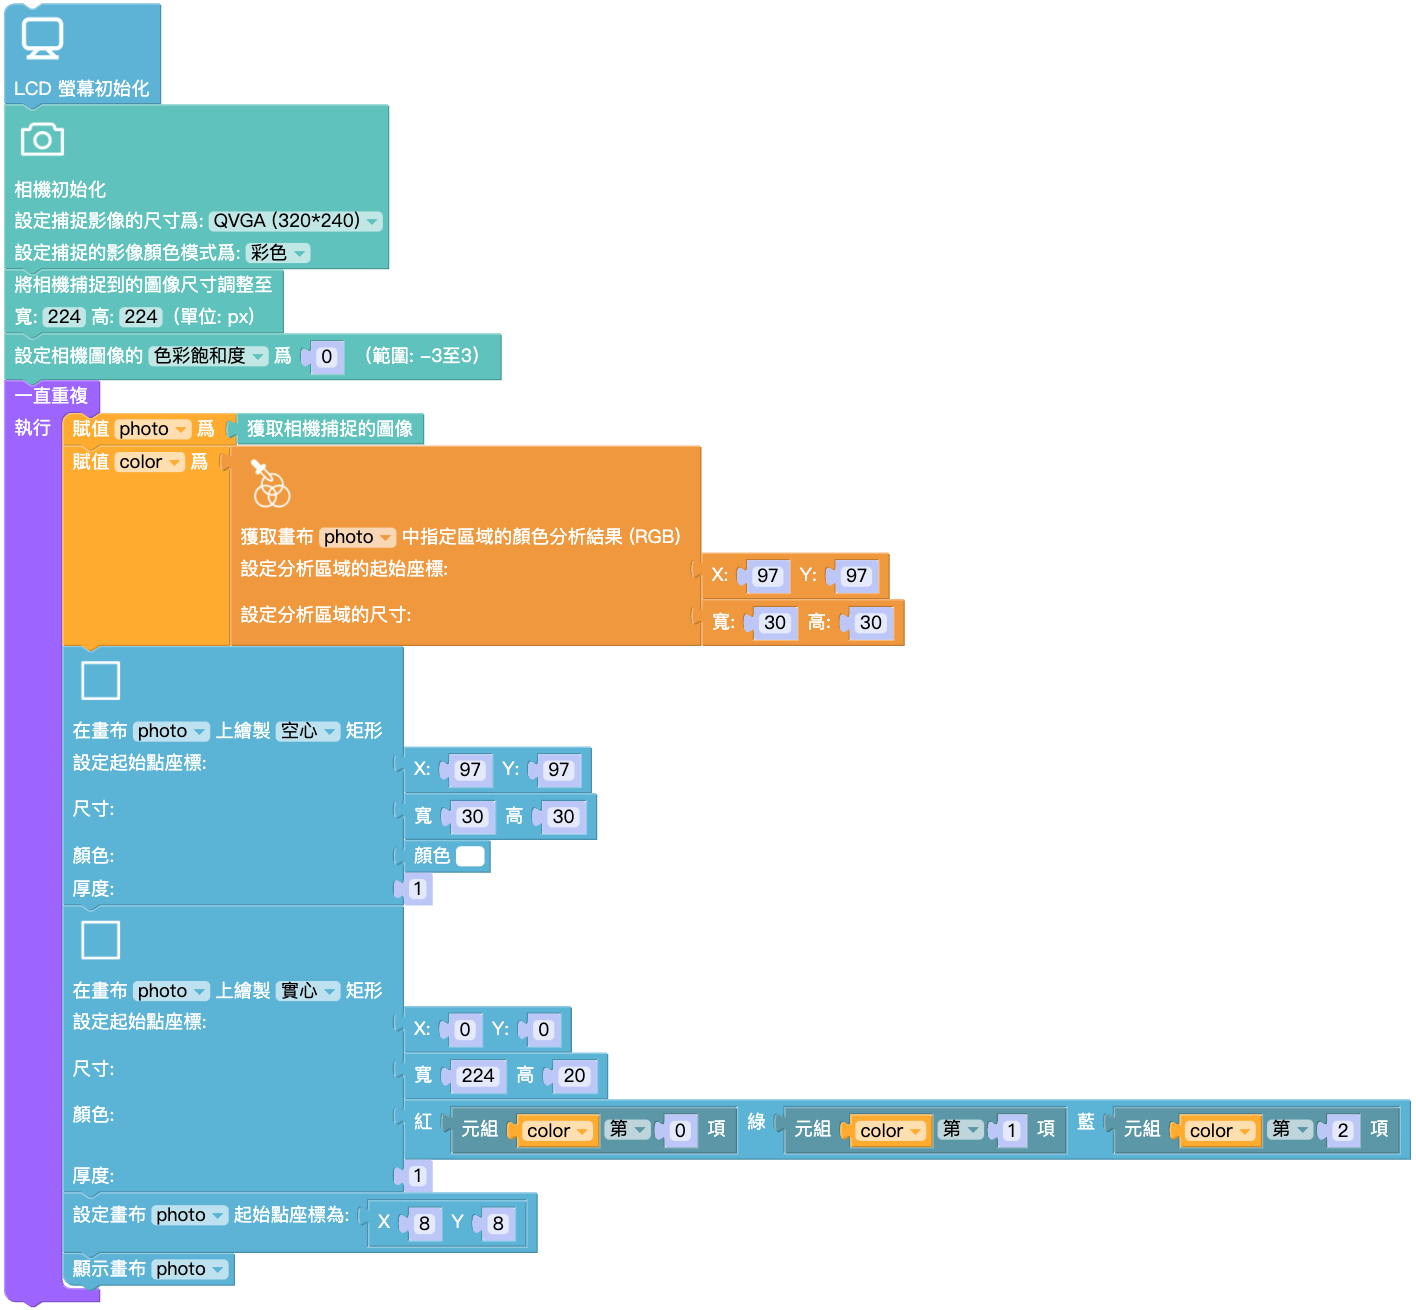 LCD 螢幕初始化
相機初始化
設定捕捉影像的尺寸爲: QVGA (320*240)
設定捕捉的影像顏色模式爲: 彩色
將相機捕捉到的圖像尺寸調整至
寬: 224 高: 224 (單位: px)
設定相機圖像的 色彩飽和度 爲 0 (範圍: -3至3)
一直重複
執行 賦值 photo 爲 獲取相機捕捉的圖像
賦值 color 爲
獲取畫布 photo 中指定區域的顏色分析結果 (RGB)
設定分析區域的起始座標: X: 97 Y: 97
設定分析區域的尺寸: 寬: 30 高: 30
在畫布 photo 上繪製 空心 矩形
設定起始點座標: X: 97 Y: 97
尺寸: 寬 30 高 30
顏色: 顏色
厚度: 1
在畫布 photo 上繪製 實心 矩形
設定起始點座標: X: 0 Y: 0
尺寸: 寬 224 高 20
顏色: 紅 元組 color 第 0 項 綠 元組 color 第 1 項 藍 元組 color 第 2 項
厚度: 1
設定畫布 photo 起始點座標為: X 8 Y 8
顯示畫布 photo